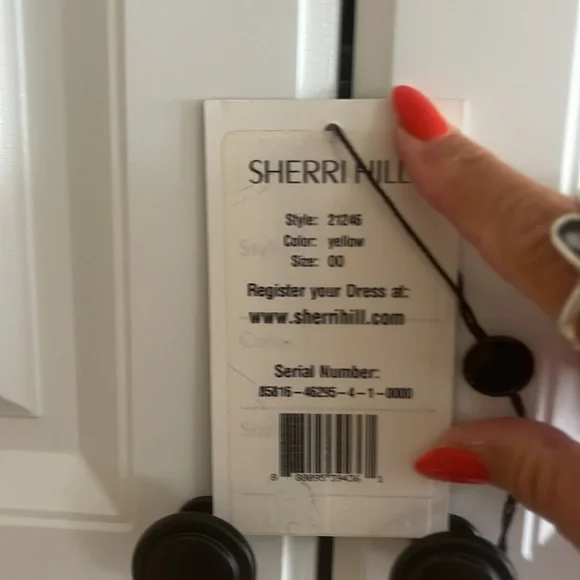 SHERRI HILL
Style: 21246
Color: yellow
Size: 00
Register your Dress at:
www.sherrihill.com
Serial Number:
85816-46295-4-1-0000